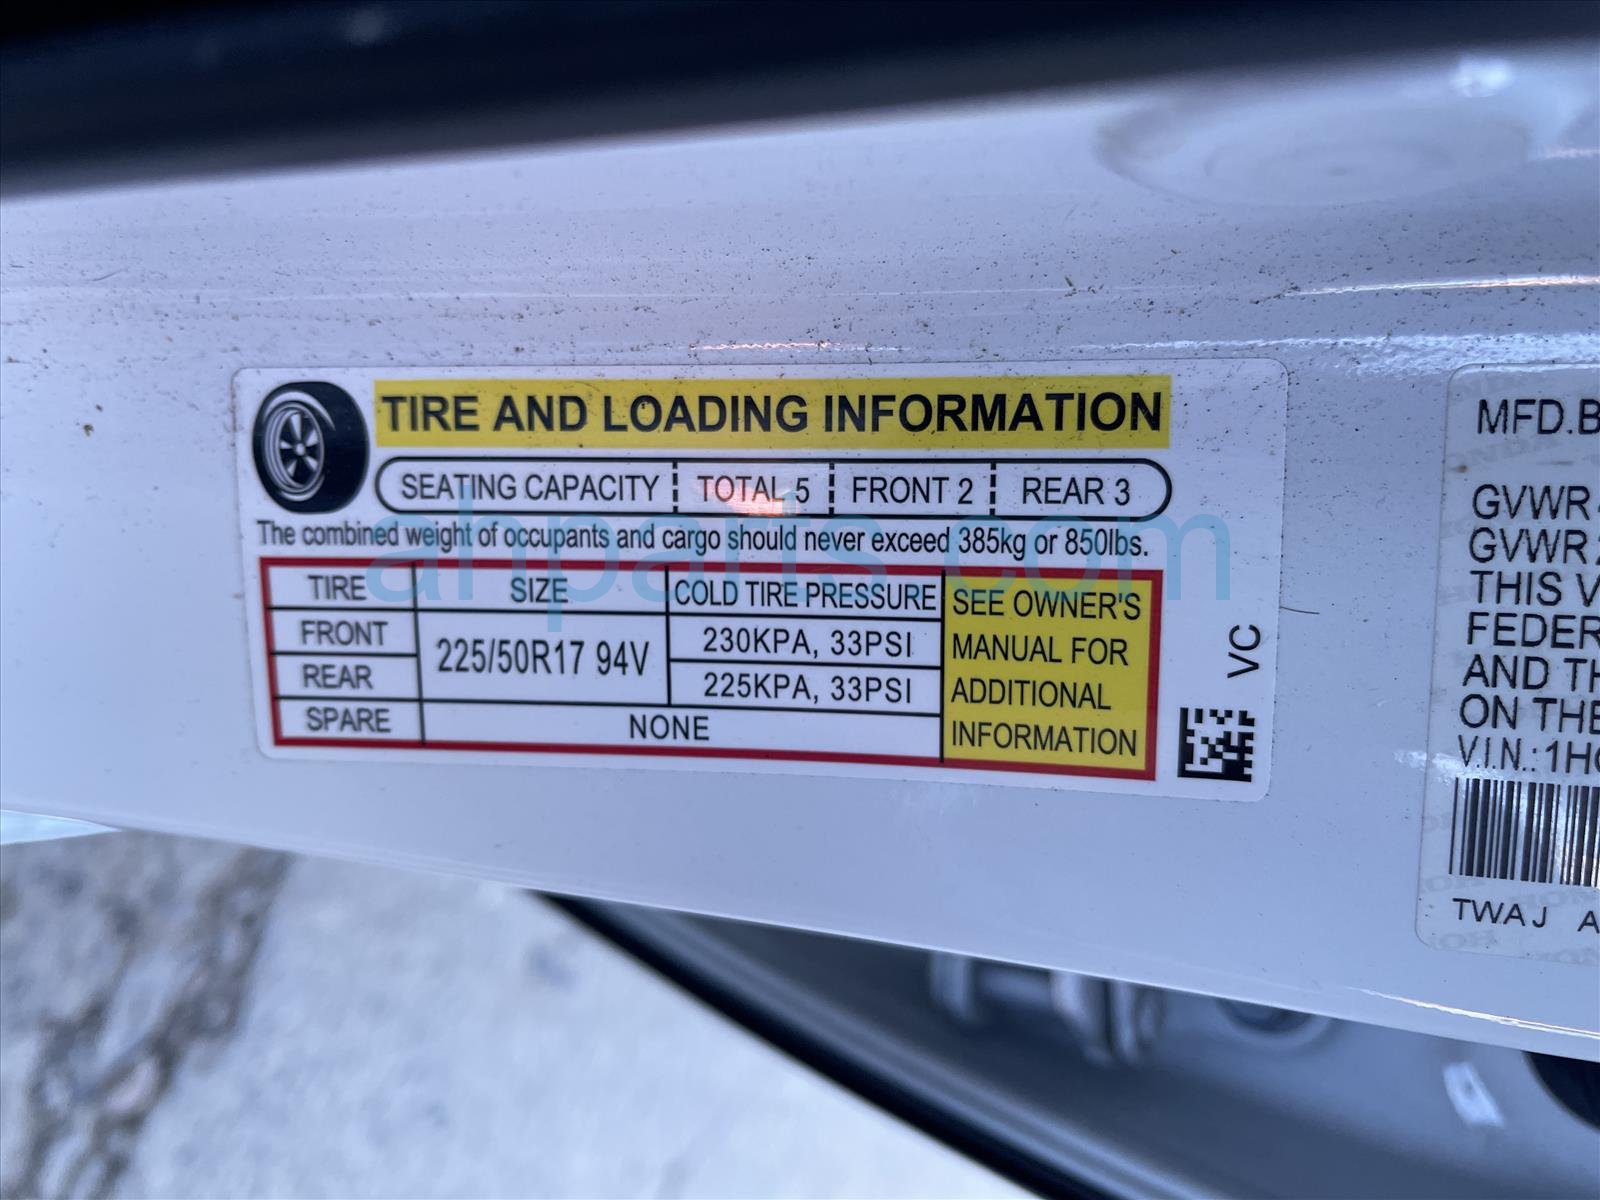 TIRE AND LOADING INFORMATION
SEATING CAPACITY TOTAL 5 FRONT 2 REAR 3
The combined weight of occupants and cargo should never exceed 385kg or 850lbs.
TIRE SIZE COLD TIRE PRESSURE
FRONT 225/50R17 94V 230KPA, 33PSI
REAR 225KPA, 33PSI
SPARE NONE
SEE OWNER'S
MANUAL FOR
ADDITIONAL
INFORMATION
VC
ahparts.com
MFD.B
GVWR
GVWR
THIS V
FEDER
AND TH
ON THE
V.I.N.:1H
TWAJ A